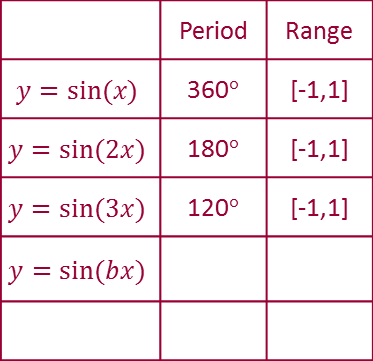 Period Range
y = sin(x) 360° [-1,1]
y = sin(2x) 180° [-1,1]
y = sin(3x) 120° [-1,1]
y = sin(bx)